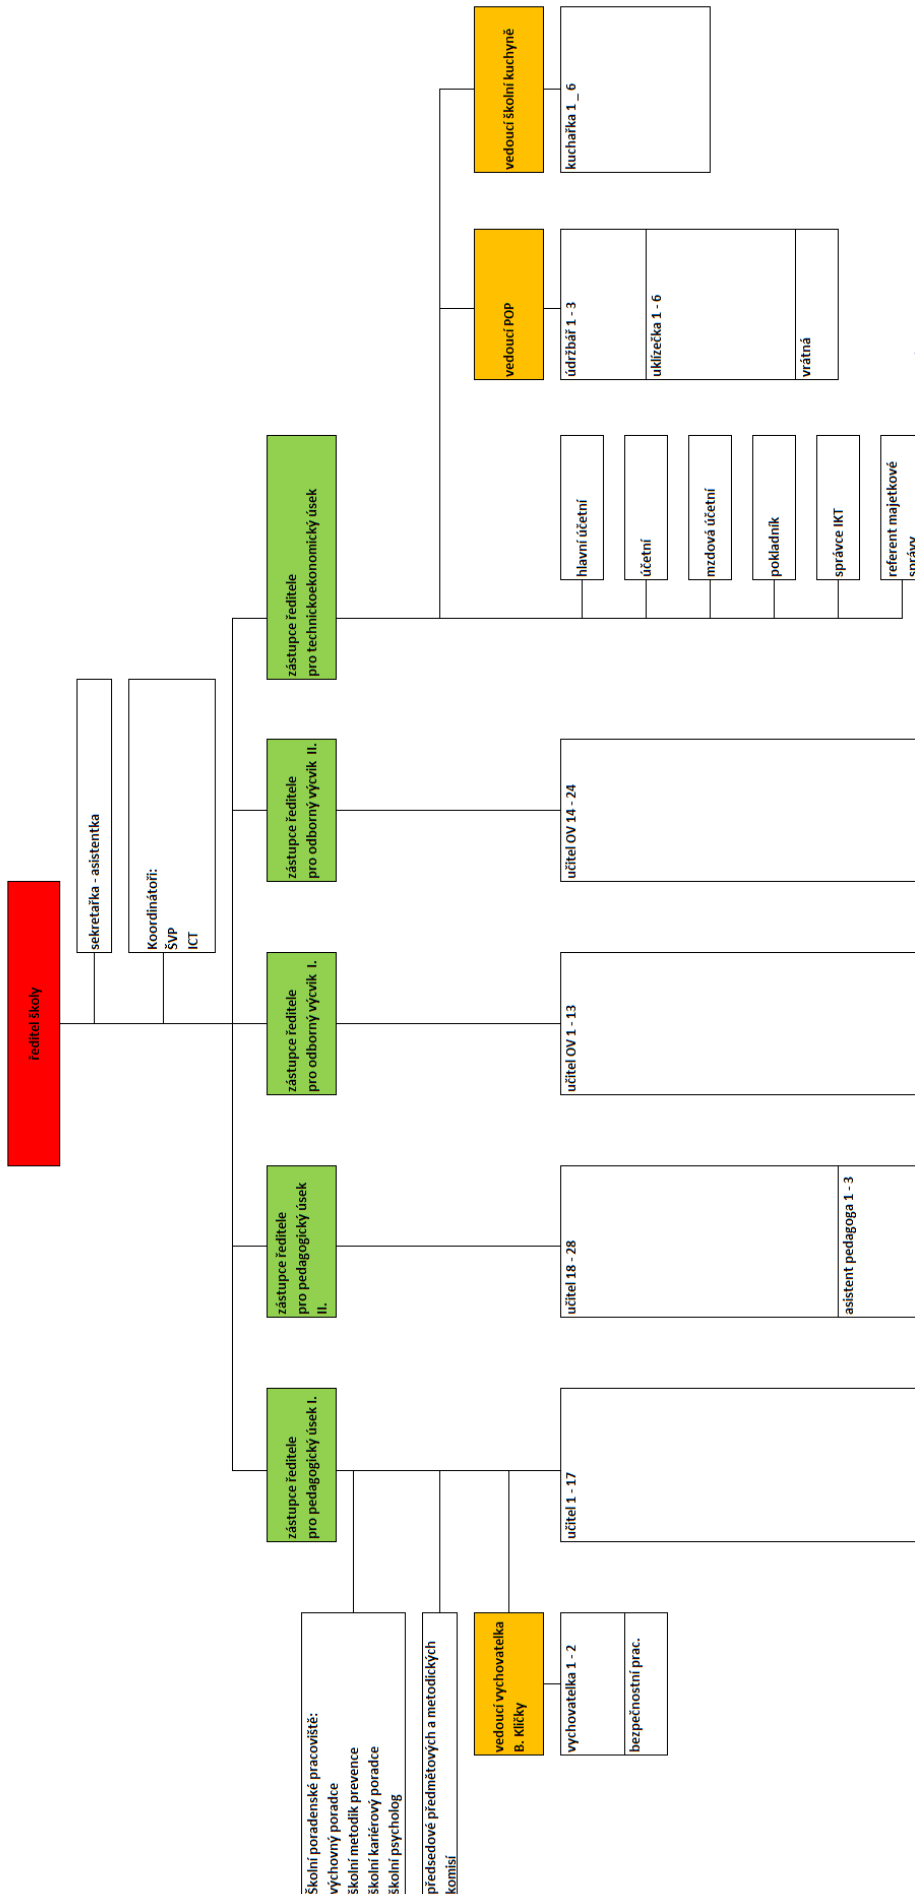 ředitel školy
sekretařka - asistentka
Koordinátoři:
ŠVP
ICT
zástupce ředitele
pro pedagogický úsek I.
zástupce ředitele
pro pedagogický úsek
II.
zástupce ředitele
pro odborný výcvik I.
zástupce ředitele
pro odborný výcvik II.
zástupce ředitele
pro technickoekonomický úsek
Školní poradenské pracoviště:
výchovný poradce
školní metodik prevence
školní kariérový poradce
školní psycholog
předsedové předmětových a metodických
komisí
vedoucí vychovatelka
B. Kličky
vedoucí POP
vedoucí školní kuchyně
vychovatelka 1 - 2
bezpečnostní prac.
učitel 1 - 17
učitel 18 - 28
asistent pedagoga 1 - 3
učitel OV 1 - 13
učitel OV 14 - 24
hlavní účetní
účetní
mzdová účetní
pokladník
správce IKT
referent majetkové
správy
údržbář 1 - 3
uklízečka 1 - 6
vrátná
kuchařka 1 _ 6